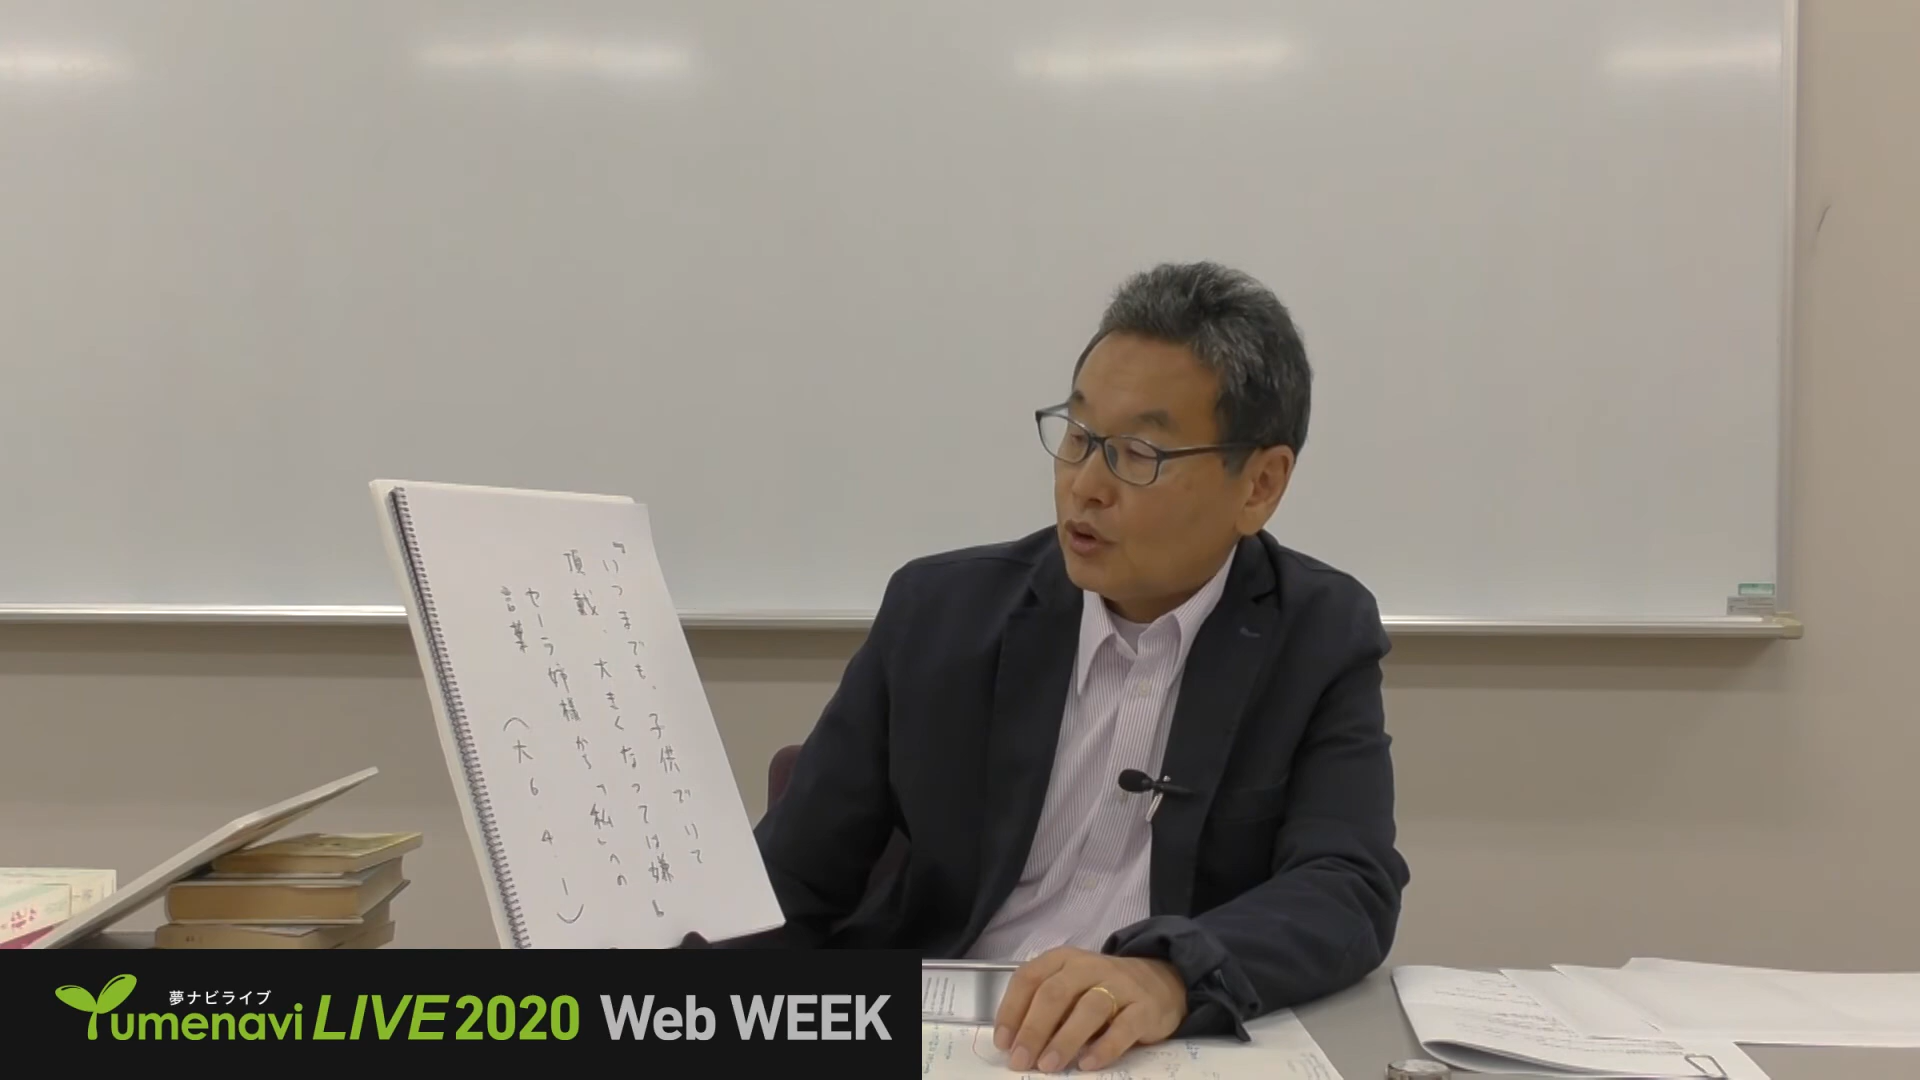 『いつまでも、子供でいて
頂戴、大きくなっては嫌』
セーラ姉様から「私」への
言葉 (大6.4.1)
夢ナビライブ
Yumenavi LIVE 2020 Web WEEK